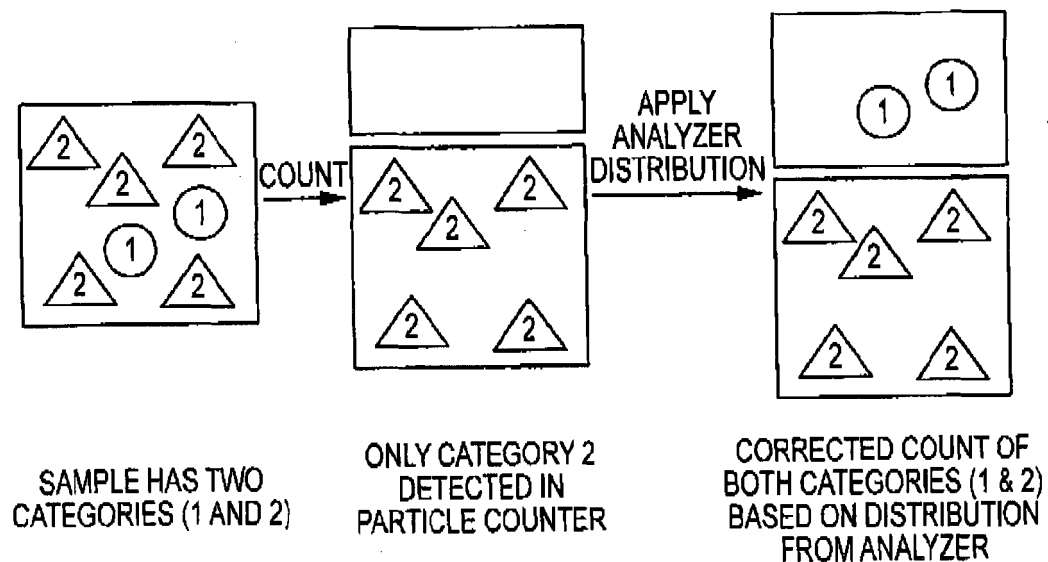 2
2
2
1
1
2
2
SAMPLE HAS TWO
CATEGORIES (1 AND 2)
COUNT
2
2
2
2
2
ONLY CATEGORY 2
DETECTED IN
PARTICLE COUNTER
APPLY
ANALYZER
DISTRIBUTION
1
1
2
2
2
2
2
CORRECTED COUNT OF
BOTH CATEGORIES (1 & 2)
BASED ON DISTRIBUTION
FROM ANALYZER